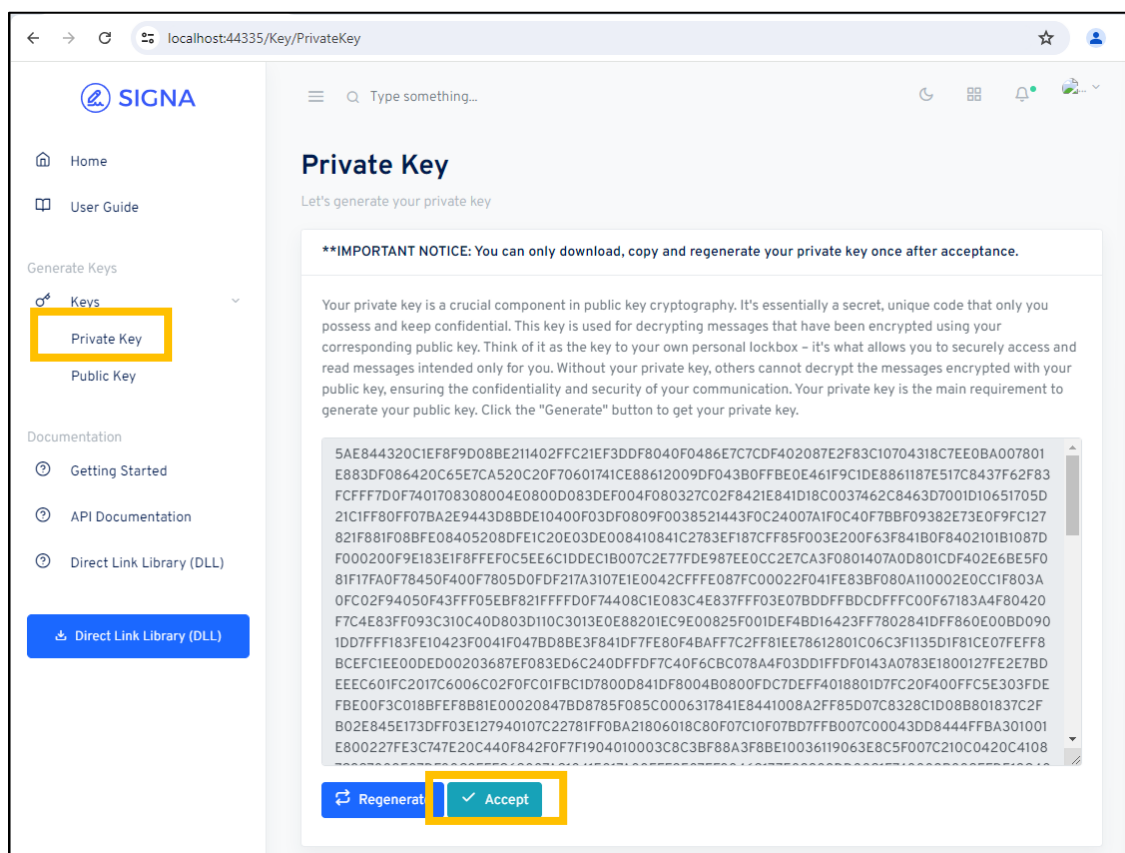 localhost:44335/Key/PrivateKey
SIGNA
Type something...
Home
User Guide
Generate Keys
Keys
Private Key
Public Key
Documentation
Getting Started
API Documentation
Direct Link Library (DLL)
Direct Link Library (DLL)
Private Key
Let's generate your private key
**IMPORTANT NOTICE: You can only download, copy and regenerate your private key once after acceptance.
Your private key is a crucial component in public key cryptography. It's essentially a secret, unique code that only you
possess and keep confidential. This key is used for decrypting messages that have been encrypted using your
corresponding public key. Think of it as the key to your own personal lockbox – it's what allows you to securely access and
read messages intended only for you. Without your private key, others cannot decrypt the messages encrypted with your
public key, ensuring the confidentiality and security of your communication. Your private key is the main requirement to
generate your public key. Click the "Generate" button to get your private key.
5AE844320C1EF8F9D08BE211402FFC21EF3DDF8040F0486E7C7CDF402087E2F83C10704318C7EE0BA007801
E883DF086420C65E7CA520C20F70601741CE88612009DF043B0FFBE0E461F9C1DE8861187E517C8437F62F83
FCFFF7D0F7401708308004E0800D083DEF004F080327C02F8421E841D18C0037462C8463D7001D10651705D
21C1FF80FF07BA2E9443D8BDE10400F03DF0809F0038521443F0C24007A1F0C40F7BBF09382E73E0F9FC127
821F881F08BFE08405208DFE1C20E03DE008410841C2783EF187CFF85F003E200F63F841B0F8402101B1087D
F000200F9E183E1F8FFEF0C5EE6C1DDEC1B007C2E77FDE987EE0CC2E7CA3F0801407A0D801CDF402E6BE5F0
81F17FA0F78450F400F7805D0FDF217A3107E1E0042CFFFE087FC00022F041FE83BF080A110002E0CC1F803A
0FC02F94050F43FFF05EBF821FFFFD0F74408C1E083C4E837FFF03E07BDDFFBDCDFFFC00F67183A4F80420
F7C4E83FF093C310C40D803D110C3013E0E88201EC9E00825F001DEF4BD16423FF7802841DFF860E00BD090
1DD7FFF183FE10423F0041F047BD8BE3F841DF7FE80F4BAFF7C2FF81EE78612801C06C3F1135D1F81CE07FEFF8
BCEFC1EE00DED00203687EF083ED6C240DFFDF7C40F6CBC078A4F03DD1FFDF0143A0783E1800127FE2E7BD
EEEC601FC2017C6006C02F0FC01FBC1D7800D841DF8004B0800FDC7DEFF4018801D7FC20F400FFC5E303FDE
FBE00F3C018BFEF8B81E00020847BD8785F085C0006317841E8441008A2FF85D07C8328C1D08B801837C2F
B02E845E173DFF03E127940107C22781FF0BA21806018C80F07C10F07BD7FFB007C00043DD8444FFBA301001
E800227FE3C747E20C440F842F0F7F1904010003C8C3BF88A3F8BE10036119063E8C5F007C210C0420C4108
Regenerat
Accept